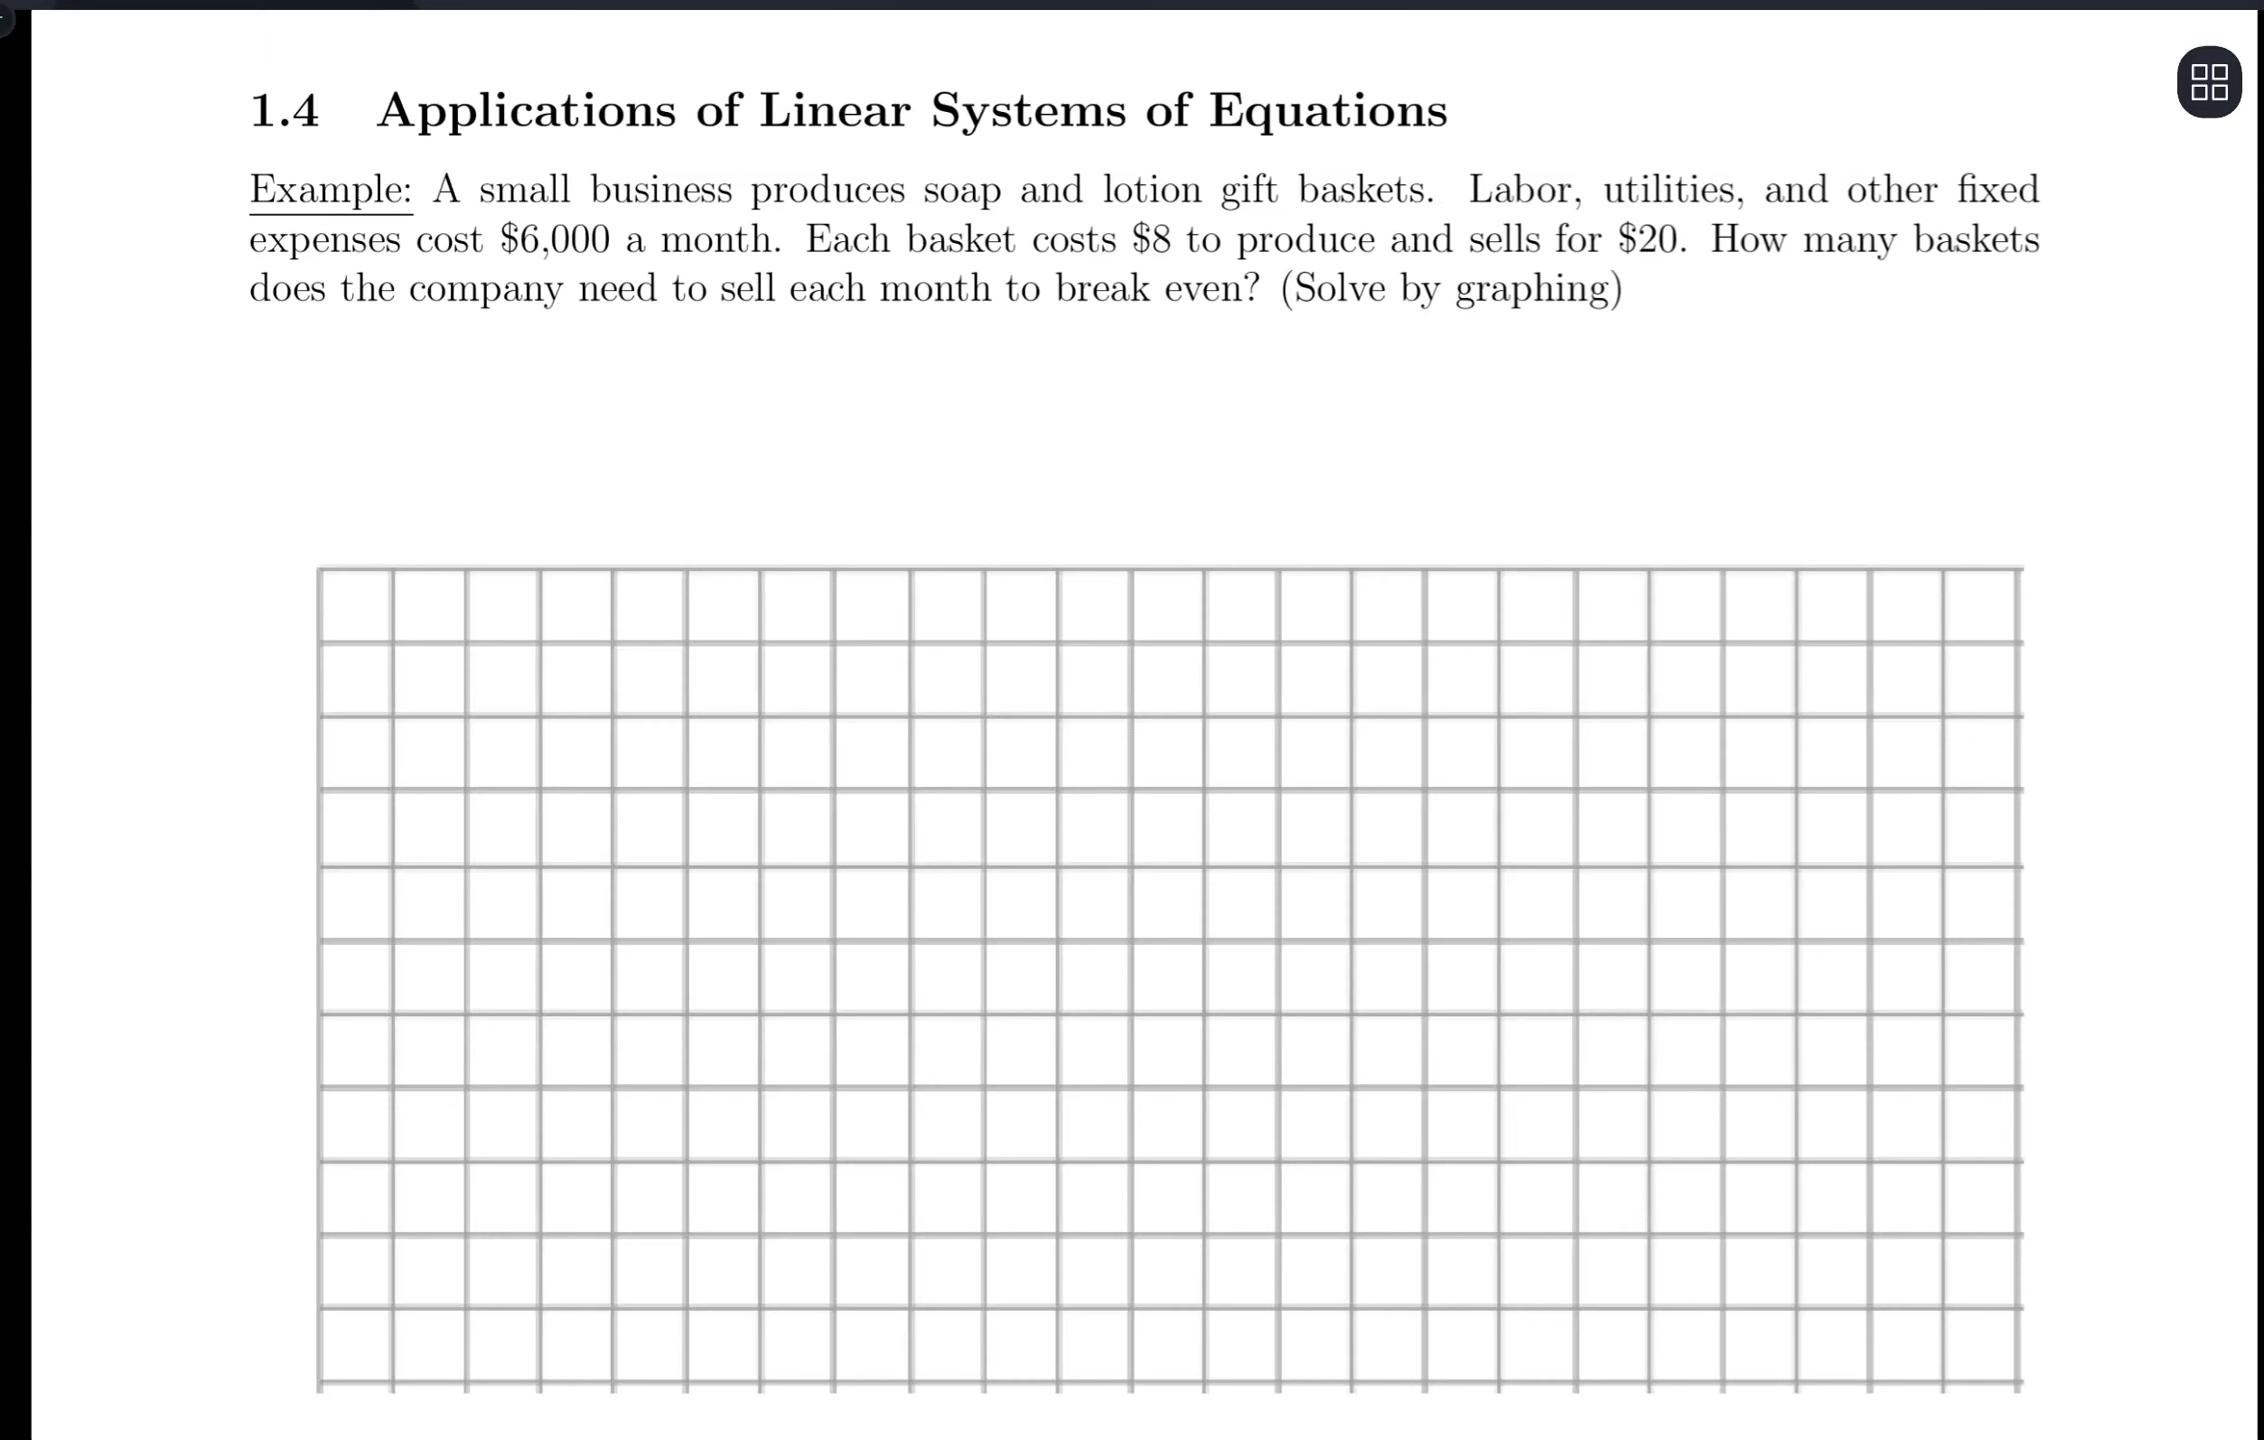 1.4 Applications of Linear Systems of Equations
Example: A small business produces soap and lotion gift baskets. Labor, utilities, and other fixed
expenses cost $6,000 a month. Each basket costs $8 to produce and sells for $20. How many baskets
does the company need to sell each month to break even? (Solve by graphing)